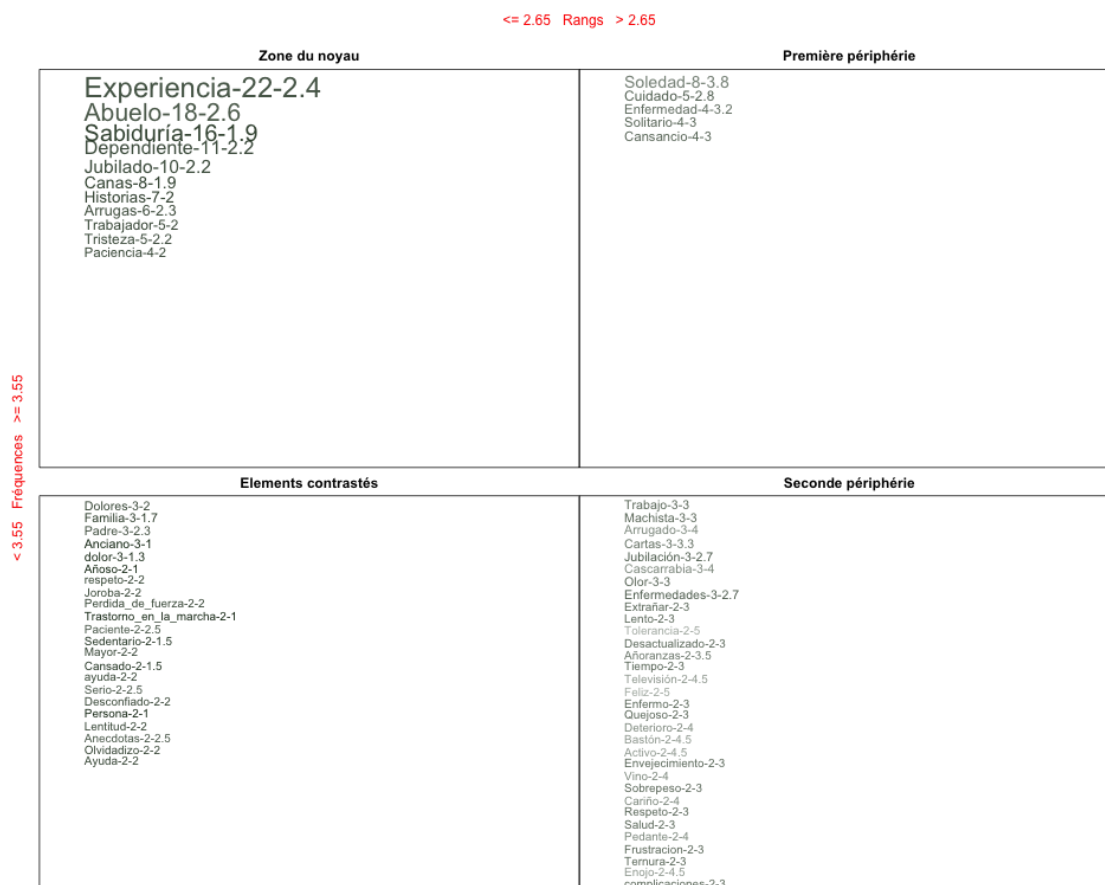 <= 2.65 Rangs > 2.65
Zone du noyau
Experiencia-22-2.4
Abuelo-18-2.6
Sabiduría-16-1.9
Dependiente-11-2.2
Jubilado-10-2.2
Canas-8-1.9
Historias-7-2
Arrugas-6-2.3
Trabajador-5-2
Tristeza-5-2.2
Paciencia-4-2
Première périphérie
Soledad-8-3.8
Cuidado-5-2.8
Enfermedad-4-3.2
Solitario-4-3
Cansancio-4-3
< 3.55 Fréquences >= 3.55
Elements contrastés
Dolores-3-2
Familia-3-1.7
Padre-3-2.3
Anciano-3-1
dolor-3-1.3
Añoso-2-1
respeto-2-2
Joroba-2-2
Perdida_de_fuerza-2-2
Trastorno_en_la_marcha-2-1
Paciente-2-2.5
Sedentario-2-1.5
Mayor-2-2
Cansado-2-1.5
ayuda-2-2
Serio-2-2.5
Desconfiado-2-2
Persona-2-1
Lentitud-2-2
Anecdotas-2-2.5
Olvidadizo-2-2
Ayuda-2-2
Seconde périphérie
Trabajo-3-3
Machista-3-3
Arrugado-3-4
Cartas-3-3.3
Jubilación-3-2.7
Cascarrabia-3-4
Olor-3-3
Enfermedades-3-2.7
Extrañar-2-3
Lento-2-3
Tolerancia-2-5
Desactualizado-2-3
Añoranzas-2-3.5
Tiempo-2-3
Televisión-2-4.5
Feliz-2-5
Enfermo-2-3
Quejoso-2-3
Deterioro-2-4
Bastón-2-4.5
Activo-2-4.5
Envejecimiento-2-3
Vino-2-4
Sobrepeso-2-3
Cariño-2-4
Respeto-2-3
Salud-2-3
Pedante-2-4
Frustracion-2-3
Ternura-2-3
Enojo-2-4.5
complicaciones-2-3